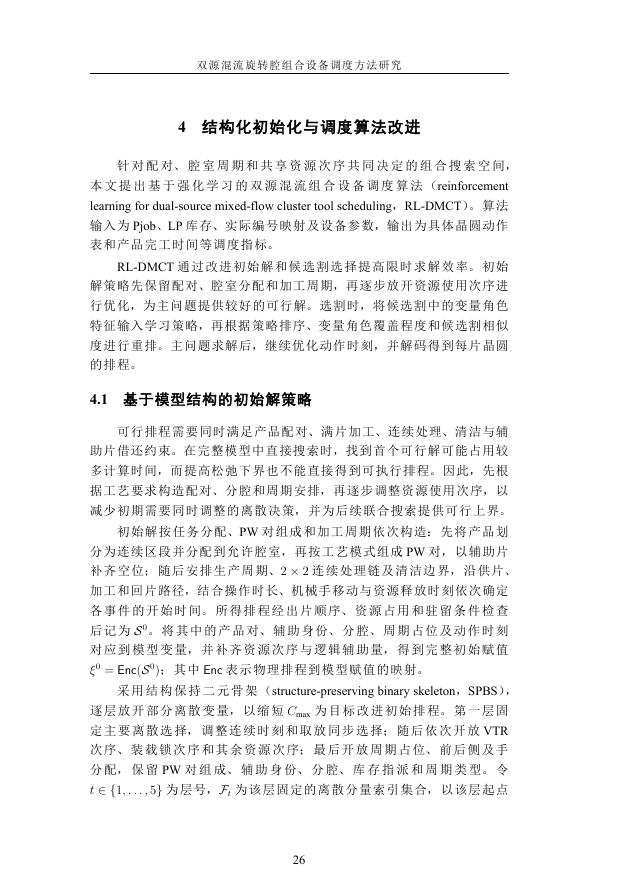 双源混流旋转腔组合设备调度方法研究
4 结构化初始化与调度算法改进
针对配对、腔室周期和共享资源次序共同决定的组合搜索空间，
本文提出基于强化学习的双源混流组合设备调度算法（reinforcement
learning for dual-source mixed-flow cluster tool scheduling，RL-DMCT）。算法
输入为 Pjob、LP 库存、实际编号映射及设备参数，输出为具体晶圆动作
表和产品完工时间等调度指标。
RL-DMCT 通过改进初始解和候选割选择提高限时求解效率。初始
解策略先保留配对、腔室分配和加工周期，再逐步放开资源使用次序进
行优化，为主问题提供较好的可行解。选割时，将候选割中的变量角色
特征输入学习策略，再根据策略排序、变量角色覆盖程度和候选割相似
度进行重排。主问题求解后，继续优化动作时刻，并解码得到每片晶圆
的排程。
4.1 基于模型结构的初始解策略
可行排程需要同时满足产品配对、满片加工、连续处理、清洁与辅
助片借还约束。在完整模型中直接搜索时，找到首个可行解可能占用较
多计算时间，而提高松弛下界也不能直接得到可执行排程。因此，先根
据工艺要求构造配对、分腔和周期安排，再逐步调整资源使用次序，以
减少初期需要同时调整的离散决策，并为后续联合搜索提供可行上界。
初始解按任务分配、PW 对组成和加工周期依次构造：先将产品划
分为连续区段并分配到允许腔室，再按工艺模式组成 PW 对，以辅助片
补齐空位；随后安排生产周期、2 × 2 连续处理链及清洁边界，沿供片、
加工和回片路径，结合操作时长、机械手移动与资源释放时刻依次确定
各事件的开始时间。所得排程经出片顺序、资源占用和驻留条件检查
后记为 S⁰。将其中的产品对、辅助身份、分腔、周期占位及动作时刻
对应到模型变量，并补齐资源次序与逻辑辅助量，得到完整初始赋值
ξ⁰ = Enc(S⁰)；其中 Enc 表示物理排程到模型赋值的映射。
采用结构保持二元骨架（structure-preserving binary skeleton，SPBS），
逐层放开部分离散变量，以缩短 C_max 为目标改进初始排程。第一层固
定主要离散选择，调整连续时刻和取放同步选择；随后依次开放 VTR
次序、装载锁次序和其余资源次序；最后开放周期占位、前后侧及手
分配，保留 PW 对组成、辅助身份、分腔、库存指派和周期类型。令
t ∈ {1, . . . , 5} 为层号，F_t 为该层固定的离散分量索引集合，以该层起点
26